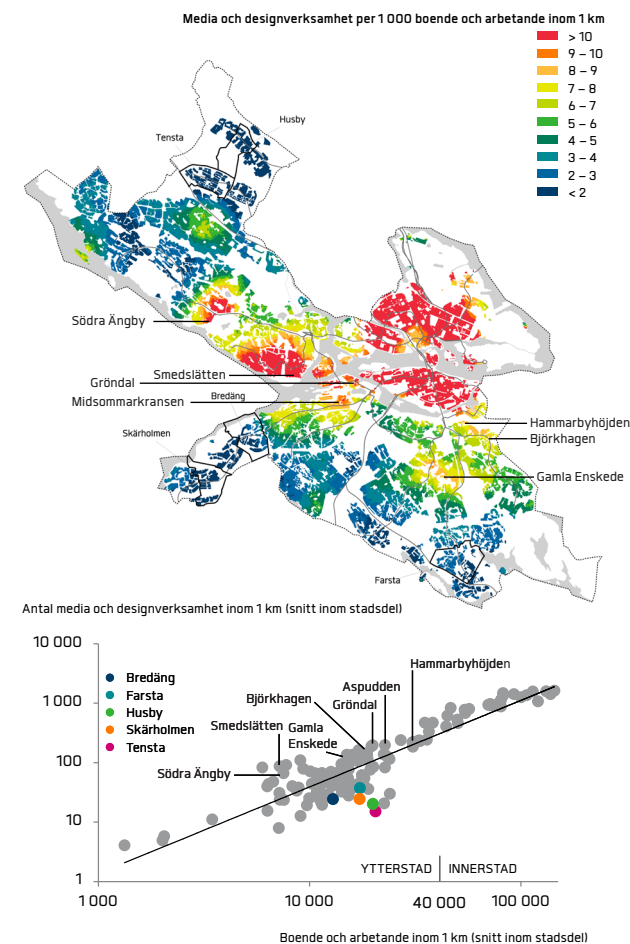 Media och designverksamhet per 1 000 boende och arbetande inom 1 km
> 10
9 – 10
8 – 9
7 – 8
6 – 7
5 – 6
4 – 5
3 – 4
2 – 3
< 2
Husby
Tensta
Södra Ängby
Smedslätten
Gröndal
Midsommarkransen
Bredäng
Skärholmen
Hammarbyhöjden
Björkhagen
Gamla Enskede
Farsta
Antal media och designverksamhet inom 1 km (snitt inom stadsdel)
10 000
1 000
100
10
1
Bredäng
Farsta
Husby
Skärholmen
Tensta
Hammarbyhöjden
Aspudden
Björkhagen
Gröndal
Smedslätten
Gamla
Enskede
Södra Ängby
YTTERSTAD
INNERSTAD
1 000
10 000
40 000
100 000
Boende och arbetande inom 1 km (snitt inom stadsdel)